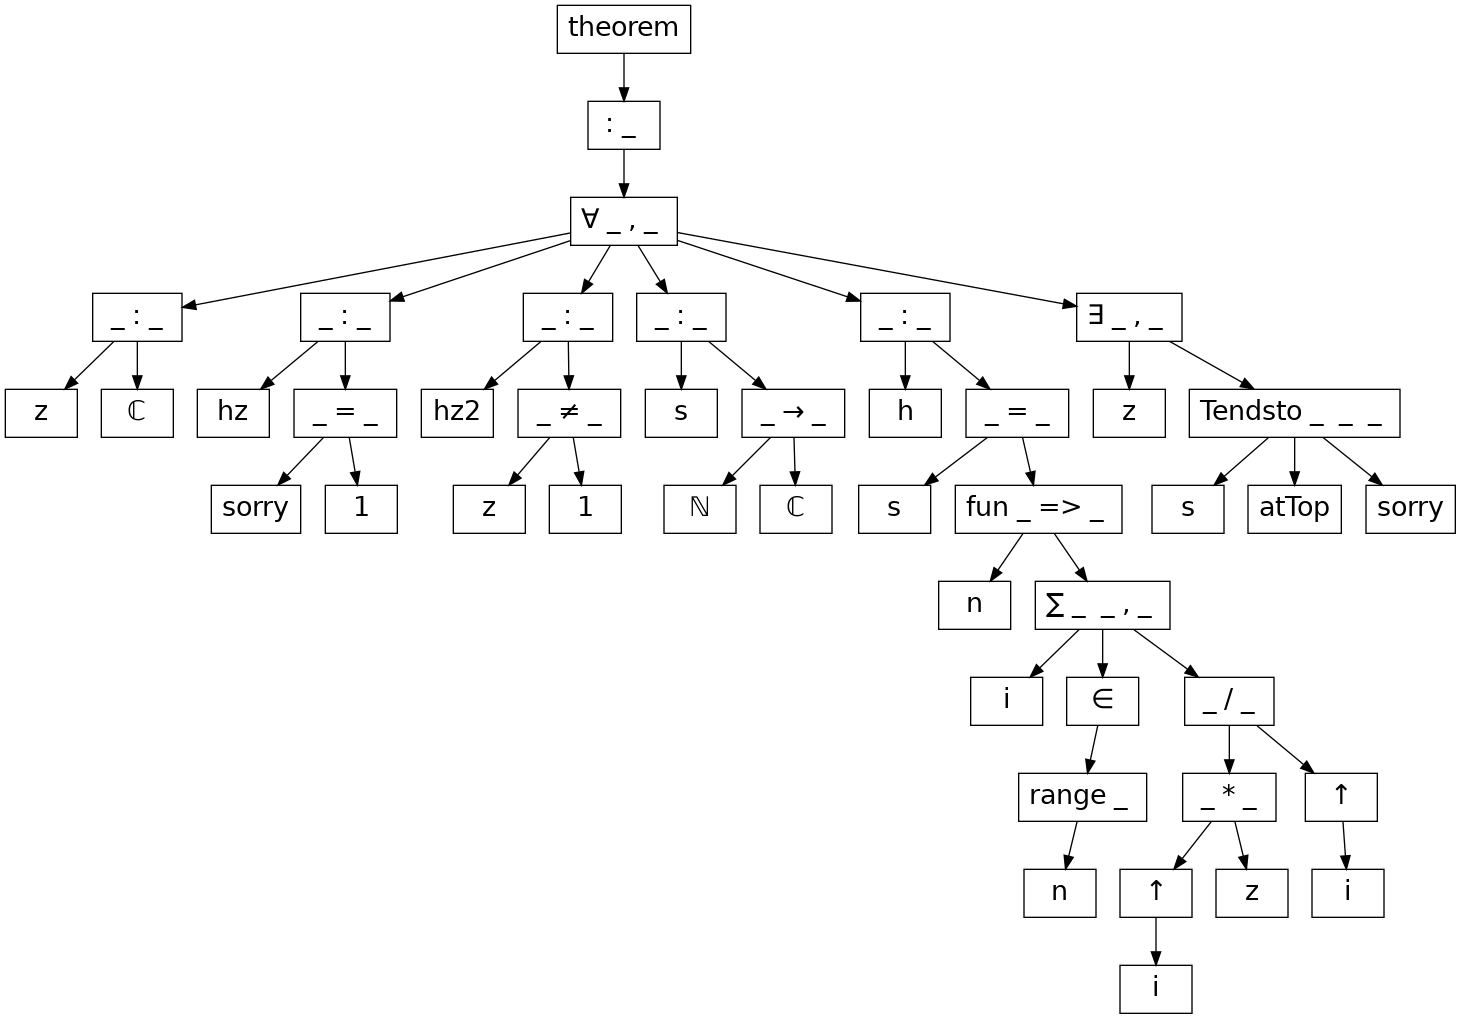 theorem
: _
∀ _ , _
_ : _ _ : _ _ : _ _ : _ _ : _ ∃ _ , _
z ℂ hz _ = _ hz2 _ ≠ _ s _ → _ h _ = _ z Tendsto _ _ _
sorry 1 z 1 ℕ ℂ s fun _ => _ s atTop sorry
n ∑ _ _ , _
i ∈ _ / _
range _ _ * _ ↑
n ↑ z i
i